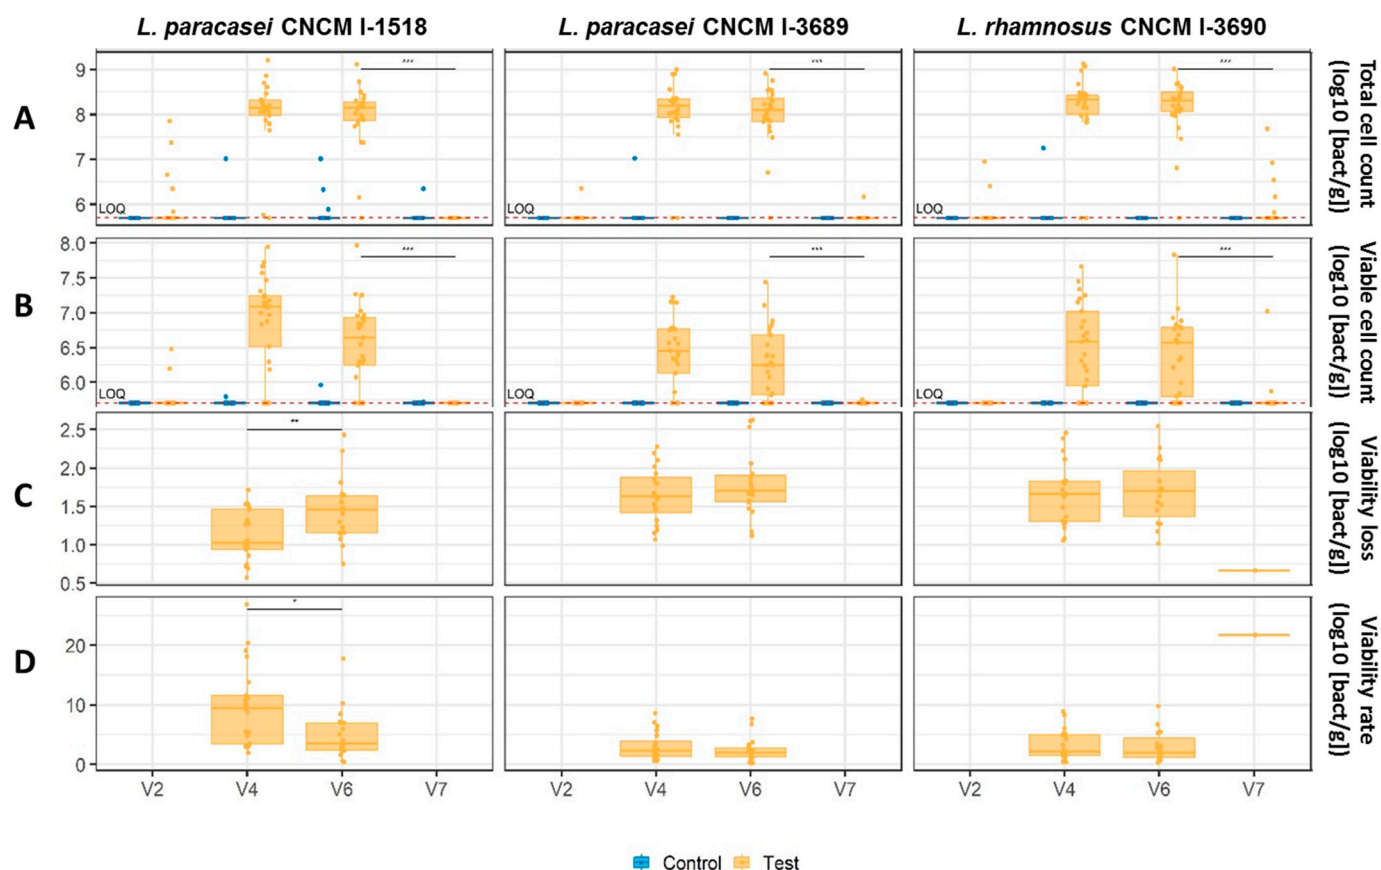 L. paracasei CNCM I-1518
L. paracasei CNCM I-3689
L. rhamnosus CNCM I-3690
A
9
8
7
6
LOQ
LOQ
LOQ
Total cell count
(log10 [bact/g])
B
8.0
7.5
7.0
6.5
6.0
LOQ
LOQ
LOQ
Viable cell count
(log10 [bact/g])
C
2.5
2.0
1.5
1.0
0.5
**
Viability loss
(log10 [bact/g])
D
20
10
0
*
Viability rate
(log10 [bact/g])
V2 V4 V6 V7
V2 V4 V6 V7
V2 V4 V6 V7
Control Test